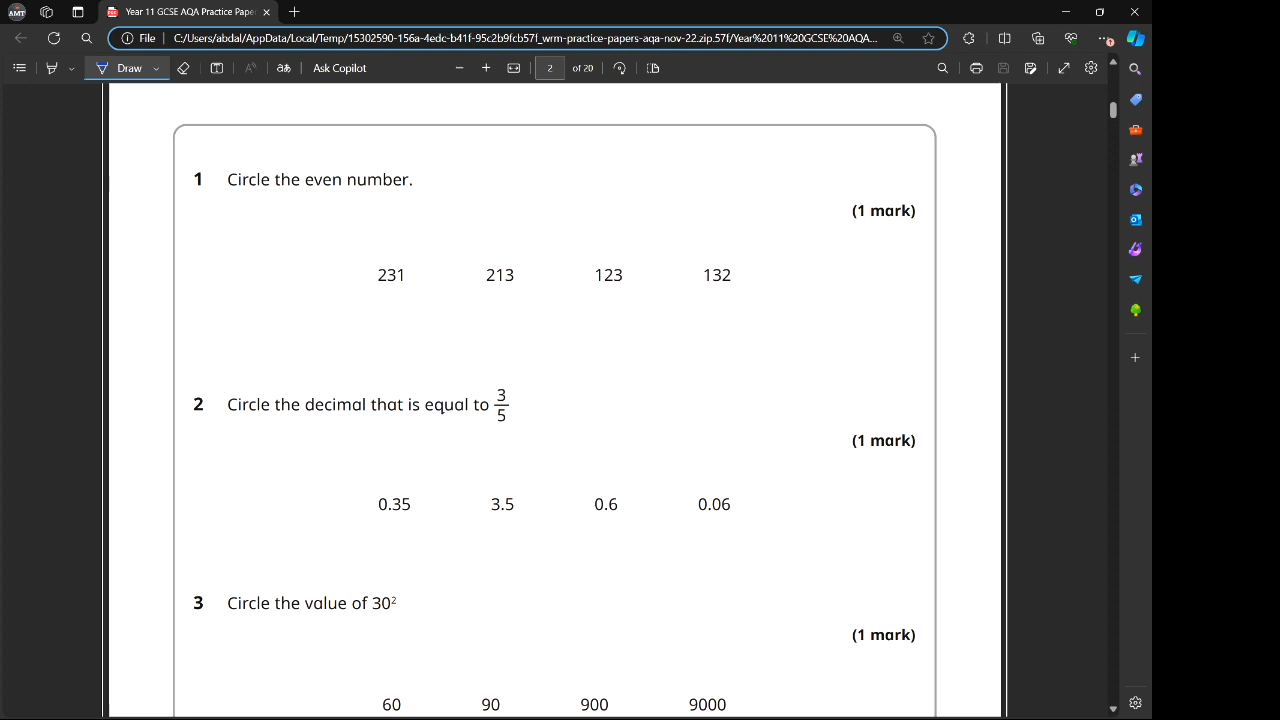 AMT
Year 11 GCSE AQA Practice Paper
File
C:/Users/abdal/AppData/Local/Temp/15302590-156a-4edc-b41f-95c2b9fcb57f_wrm-practice-papers-aqa-nov-22.zip.57f/Year%2011%20GCSE%20AQA...
Draw
Ask Copilot
2 of 20
1 Circle the even number.
(1 mark)
231 213 123 132
2 Circle the decimal that is equal to 3/5
(1 mark)
0.35 3.5 0.6 0.06
3 Circle the value of 30²
(1 mark)
60 90 900 9000